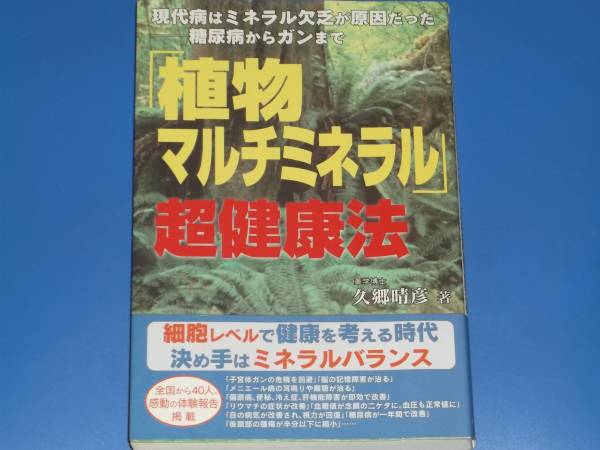 現代病はミネラル欠乏が原因だった
―糖尿病からガンまで
「植物
マルチミネラル」
超健康法
薬学博士
久郷晴彦 著
細胞レベルで健康を考える時代
決め手はミネラルバランス
全国から40人、
感動の体験報告
掲載
「子宮体ガンの危機を回避」「脳の記憶障害が治る」
「メニエール病の耳鳴りや難聴が治る」
「偏頭痛、便秘、冷え症、肝機能障害が即効で改善」
「リウマチの症状が改善」「血糖値が念願の二ケタに。血圧も正常値に」
「目の病気が改善され、視力が回復」「糖尿病が一年間で改善」
「後頭部の腫瘍が半分以下に縮小」……